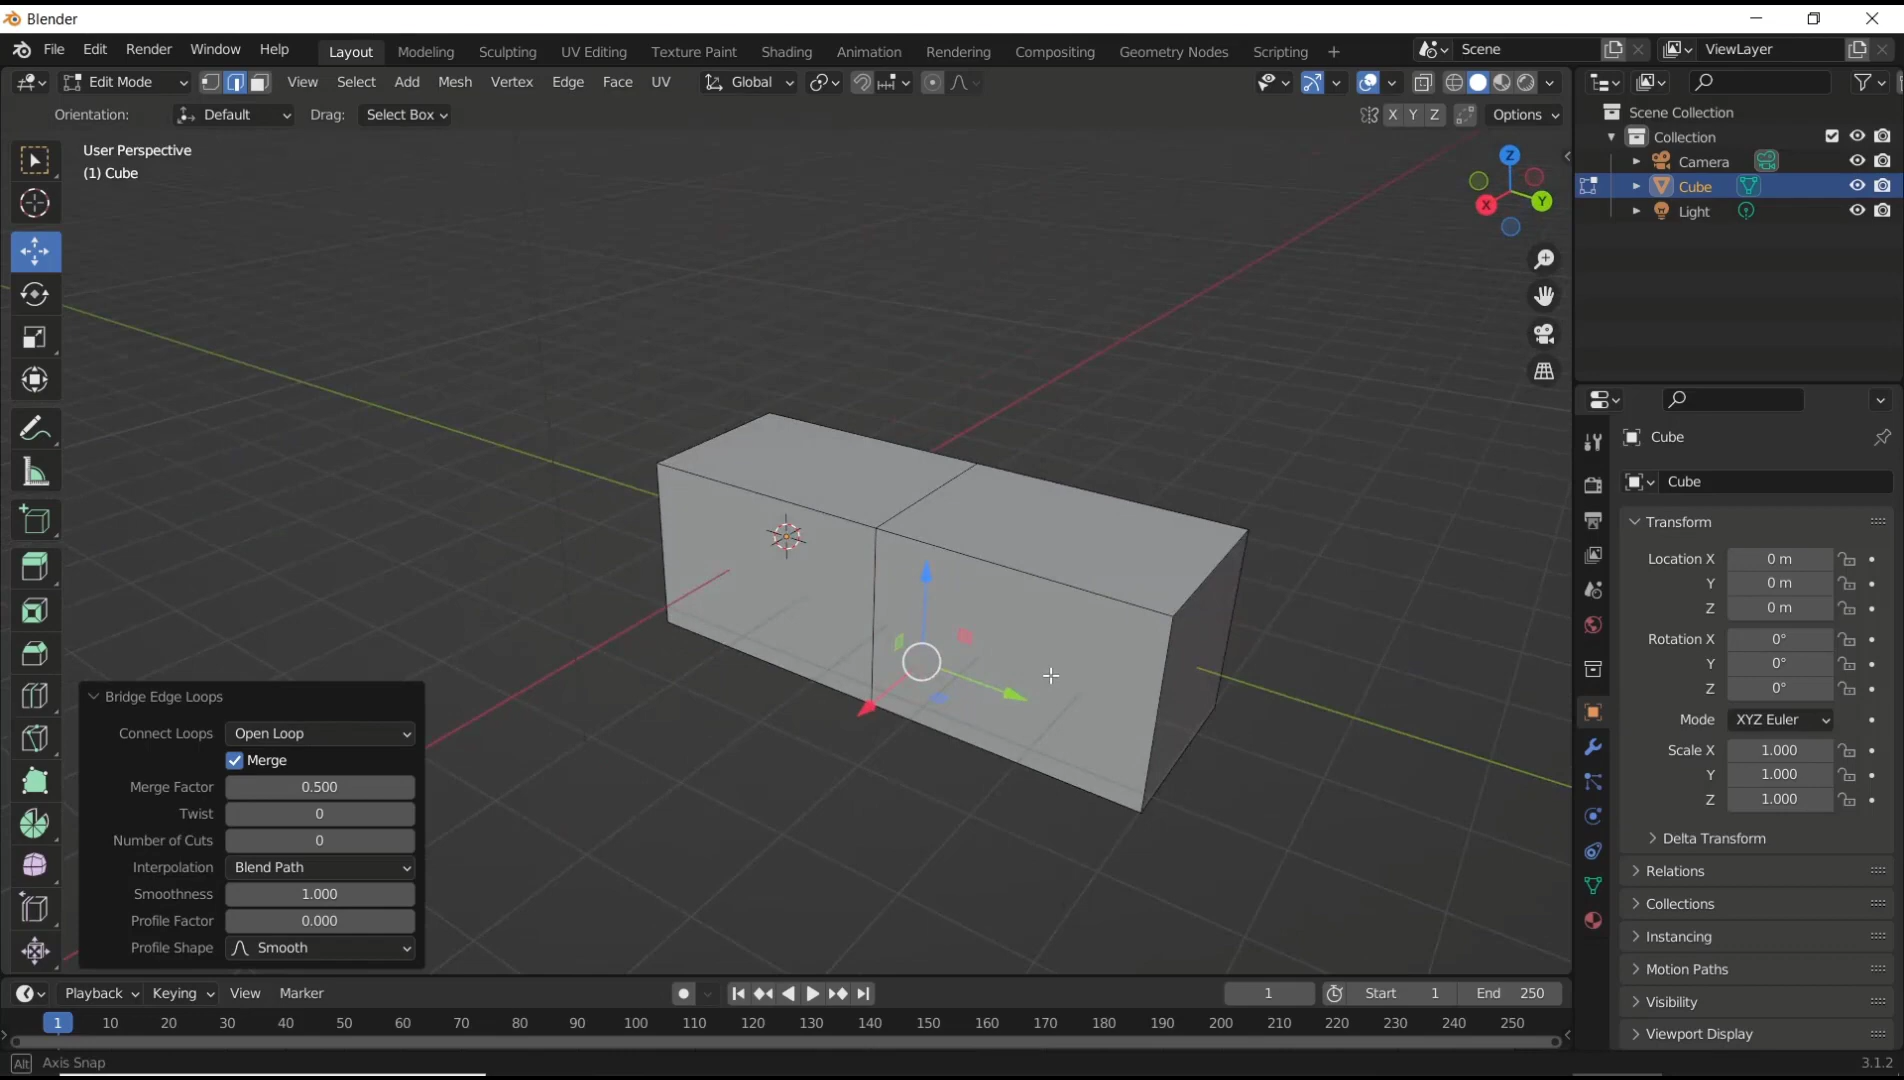 Blender
File Edit Render Window Help Layout Modeling Sculpting UV Editing Texture Paint Shading Animation Rendering Compositing Geometry Nodes Scripting + Scene ViewLayer
Edit Mode View Select Add Mesh Vertex Edge Face UV Global
Orientation: Default Drag: Select Box X Y Z Options
User Perspective
(1) Cube
Z
Y
X
Scene Collection
Collection
Camera
Cube
Light
Cube
Cube
Transform
Location X 0 m
Y 0 m
Z 0 m
Rotation X 0°
Y 0°
Z 0°
Mode XYZ Euler
Scale X 1.000
Y 1.000
Z 1.000
Delta Transform
Relations
Collections
Instancing
Motion Paths
Visibility
Viewport Display
Bridge Edge Loops
Connect Loops Open Loop
Merge
Merge Factor 0.500
Twist 0
Number of Cuts 0
Interpolation Blend Path
Smoothness 1.000
Profile Factor 0.000
Profile Shape Smooth
Playback Keying View Marker 1 Start 1 End 250
1 10 20 30 40 50 60 70 80 90 100 110 120 130 140 150 160 170 180 190 200 210 220 230 240 250
Alt Axis Snap 3.1.2